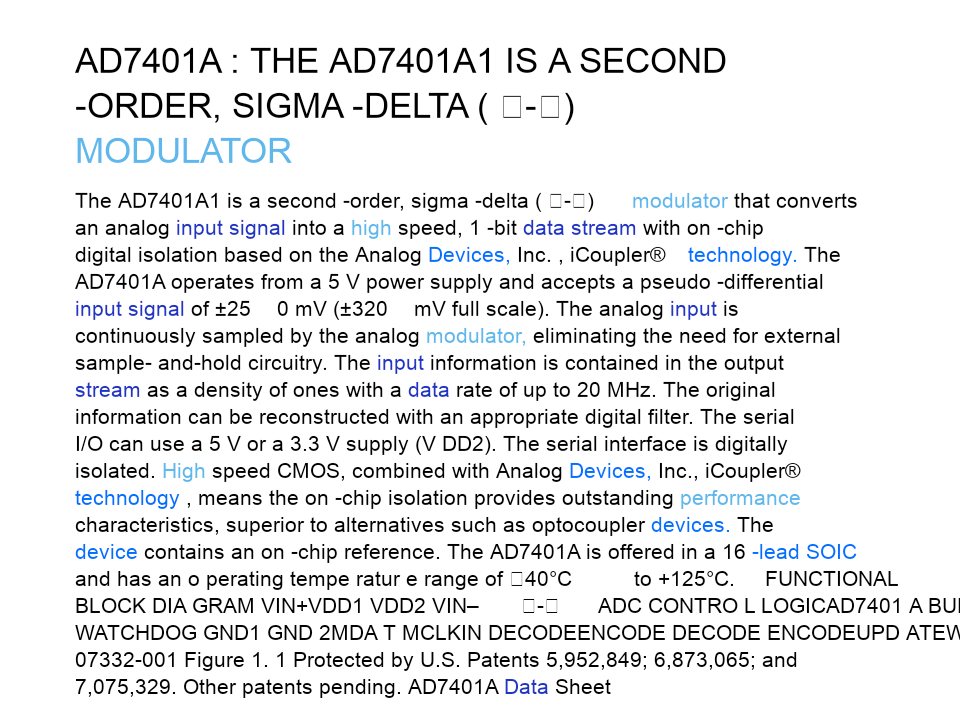 AD7401A : THE AD7401A1 IS A SECOND
-ORDER, SIGMA -DELTA ( □-□)
MODULATOR
The AD7401A1 is a second -order, sigma -delta ( □-□) modulator that converts
an analog input signal into a high speed, 1 -bit data stream with on -chip
digital isolation based on the Analog Devices, Inc. , iCoupler® technology. The
AD7401A operates from a 5 V power supply and accepts a pseudo -differential
input signal of ±25 0 mV (±320 mV full scale). The analog input is
continuously sampled by the analog modulator, eliminating the need for external
sample- and-hold circuitry. The input information is contained in the output
stream as a density of ones with a data rate of up to 20 MHz. The original
information can be reconstructed with an appropriate digital filter. The serial
I/O can use a 5 V or a 3.3 V supply (V DD2). The serial interface is digitally
isolated. High speed CMOS, combined with Analog Devices, Inc., iCoupler®
technology , means the on -chip isolation provides outstanding performance
characteristics, superior to alternatives such as optocoupler devices. The
device contains an on -chip reference. The AD7401A is offered in a 16 -lead SOIC
and has an o perating tempe ratur e range of □40°C to +125°C. FUNCTIONAL
BLOCK DIA GRAM VIN+VDD1 VDD2 VIN– □-□ ADC CONTRO L LOGICAD7401 A BU
WATCHDOG GND1 GND 2MDA T MCLKIN DECODEENCODE DECODE ENCODEUPD ATEW
07332-001 Figure 1. 1 Protected by U.S. Patents 5,952,849; 6,873,065; and
7,075,329. Other patents pending. AD7401A Data Sheet